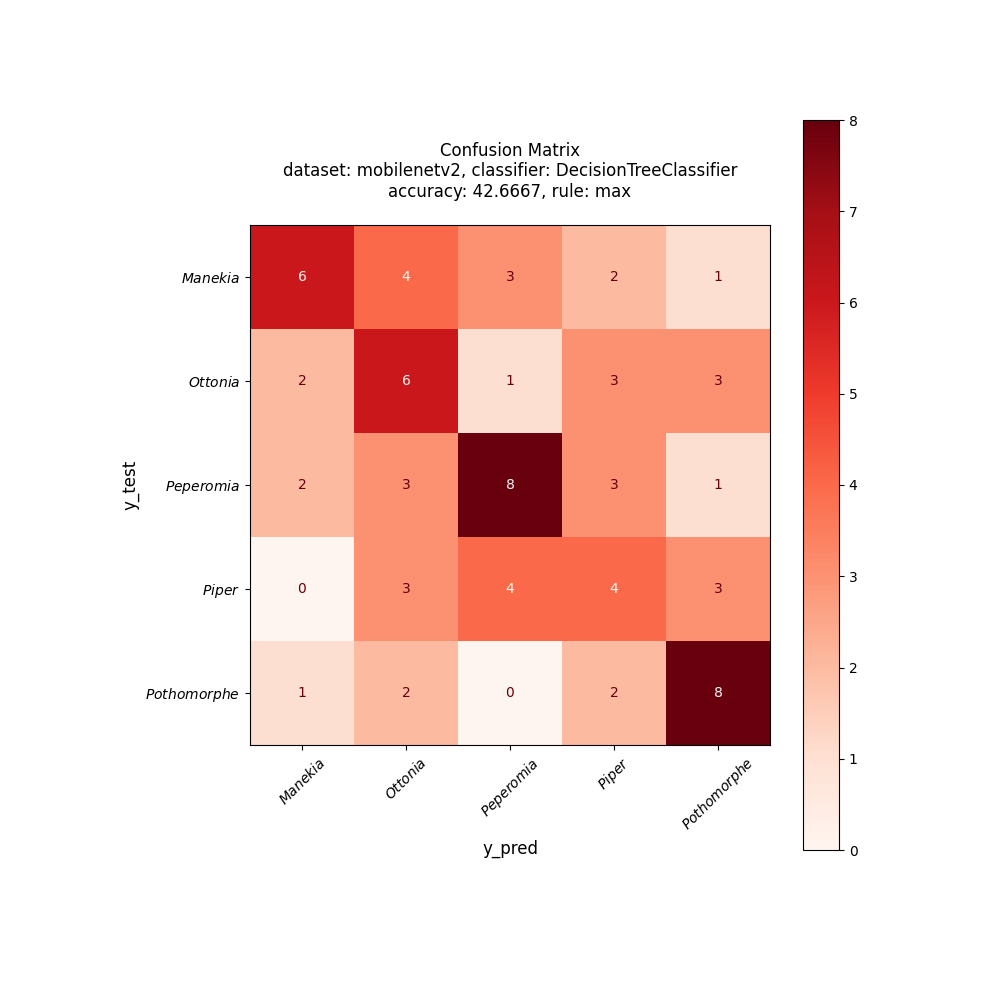 Confusion Matrix
dataset: mobilenetv2, classifier: DecisionTreeClassifier
accuracy: 42.6667, rule: max
Manekia 6 4 3 2 1
Ottonia 2 6 1 3 3
Peperomia 2 3 8 3 1
Piper 0 3 4 4 3
Pothomorphe 1 2 0 2 8
Manekia Ottonia Peperomia Piper Pothomorphe
y_pred
y_test
8
7
6
5
4
3
2
1
0